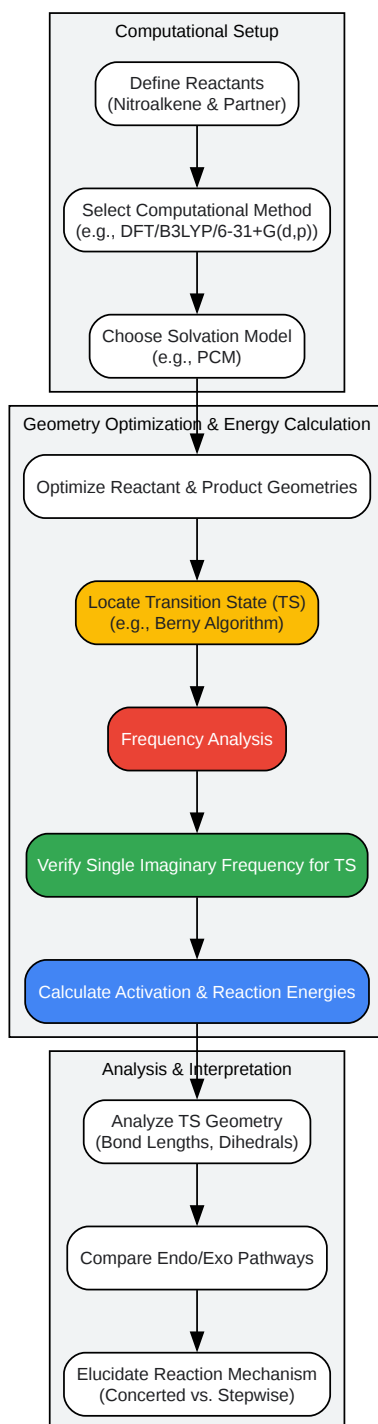 Computational Setup
Define Reactants
(Nitroalkene & Partner)
Select Computational Method
(e.g., DFT/B3LYP/6-31+G(d,p))
Choose Solvation Model
(e.g., PCM)
Geometry Optimization & Energy Calculation
Optimize Reactant & Product Geometries
Locate Transition State (TS)
(e.g., Berny Algorithm)
Frequency Analysis
Verify Single Imaginary Frequency for TS
Calculate Activation & Reaction Energies
Analysis & Interpretation
Analyze TS Geometry
(Bond Lengths, Dihedrals)
Compare Endo/Exo Pathways
Elucidate Reaction Mechanism
(Concerted vs. Stepwise)